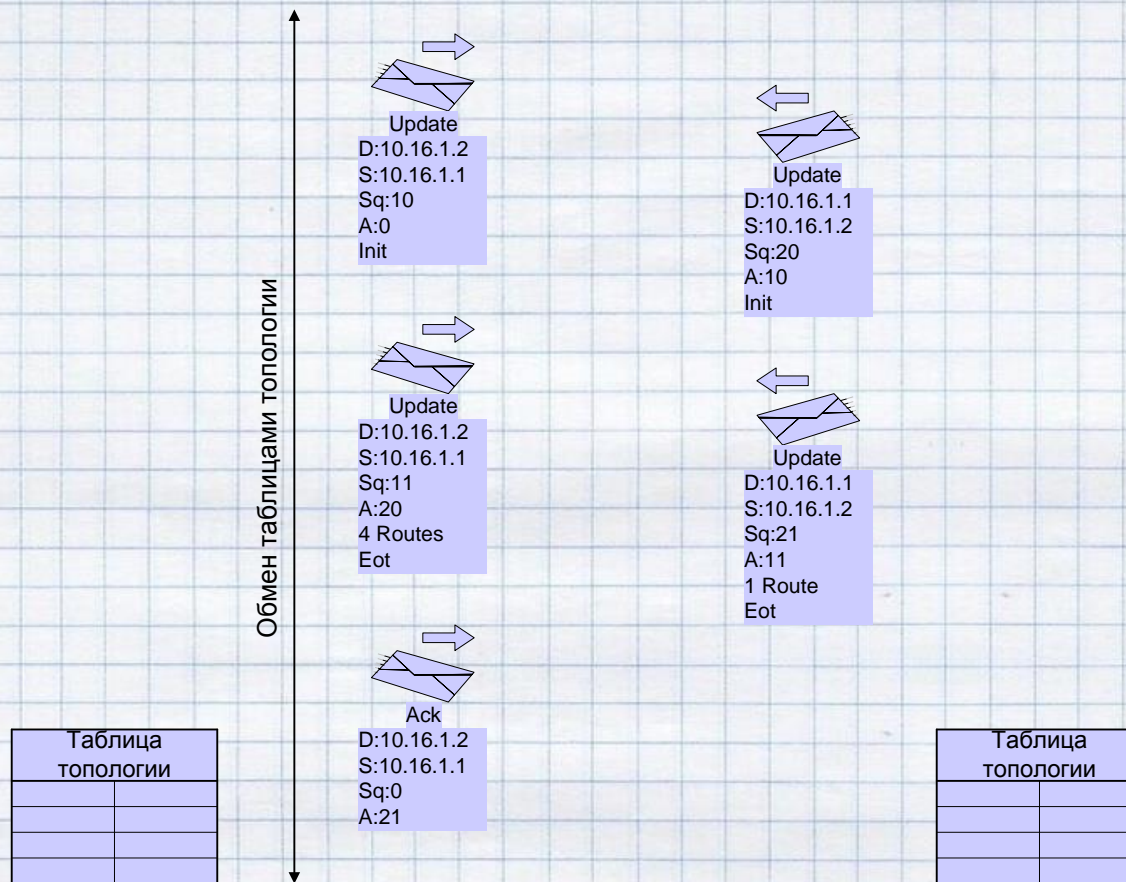 Обмен таблицами топологии
Update
D:10.16.1.2
S:10.16.1.1
Sq:10
A:0
Init
Update
D:10.16.1.1
S:10.16.1.2
Sq:20
A:10
Init
Update
D:10.16.1.2
S:10.16.1.1
Sq:11
A:20
4 Routes
Eot
Update
D:10.16.1.1
S:10.16.1.2
Sq:21
A:11
1 Route
Eot
Ack
D:10.16.1.2
S:10.16.1.1
Sq:0
A:21
Таблица
топологии
Таблица
топологии